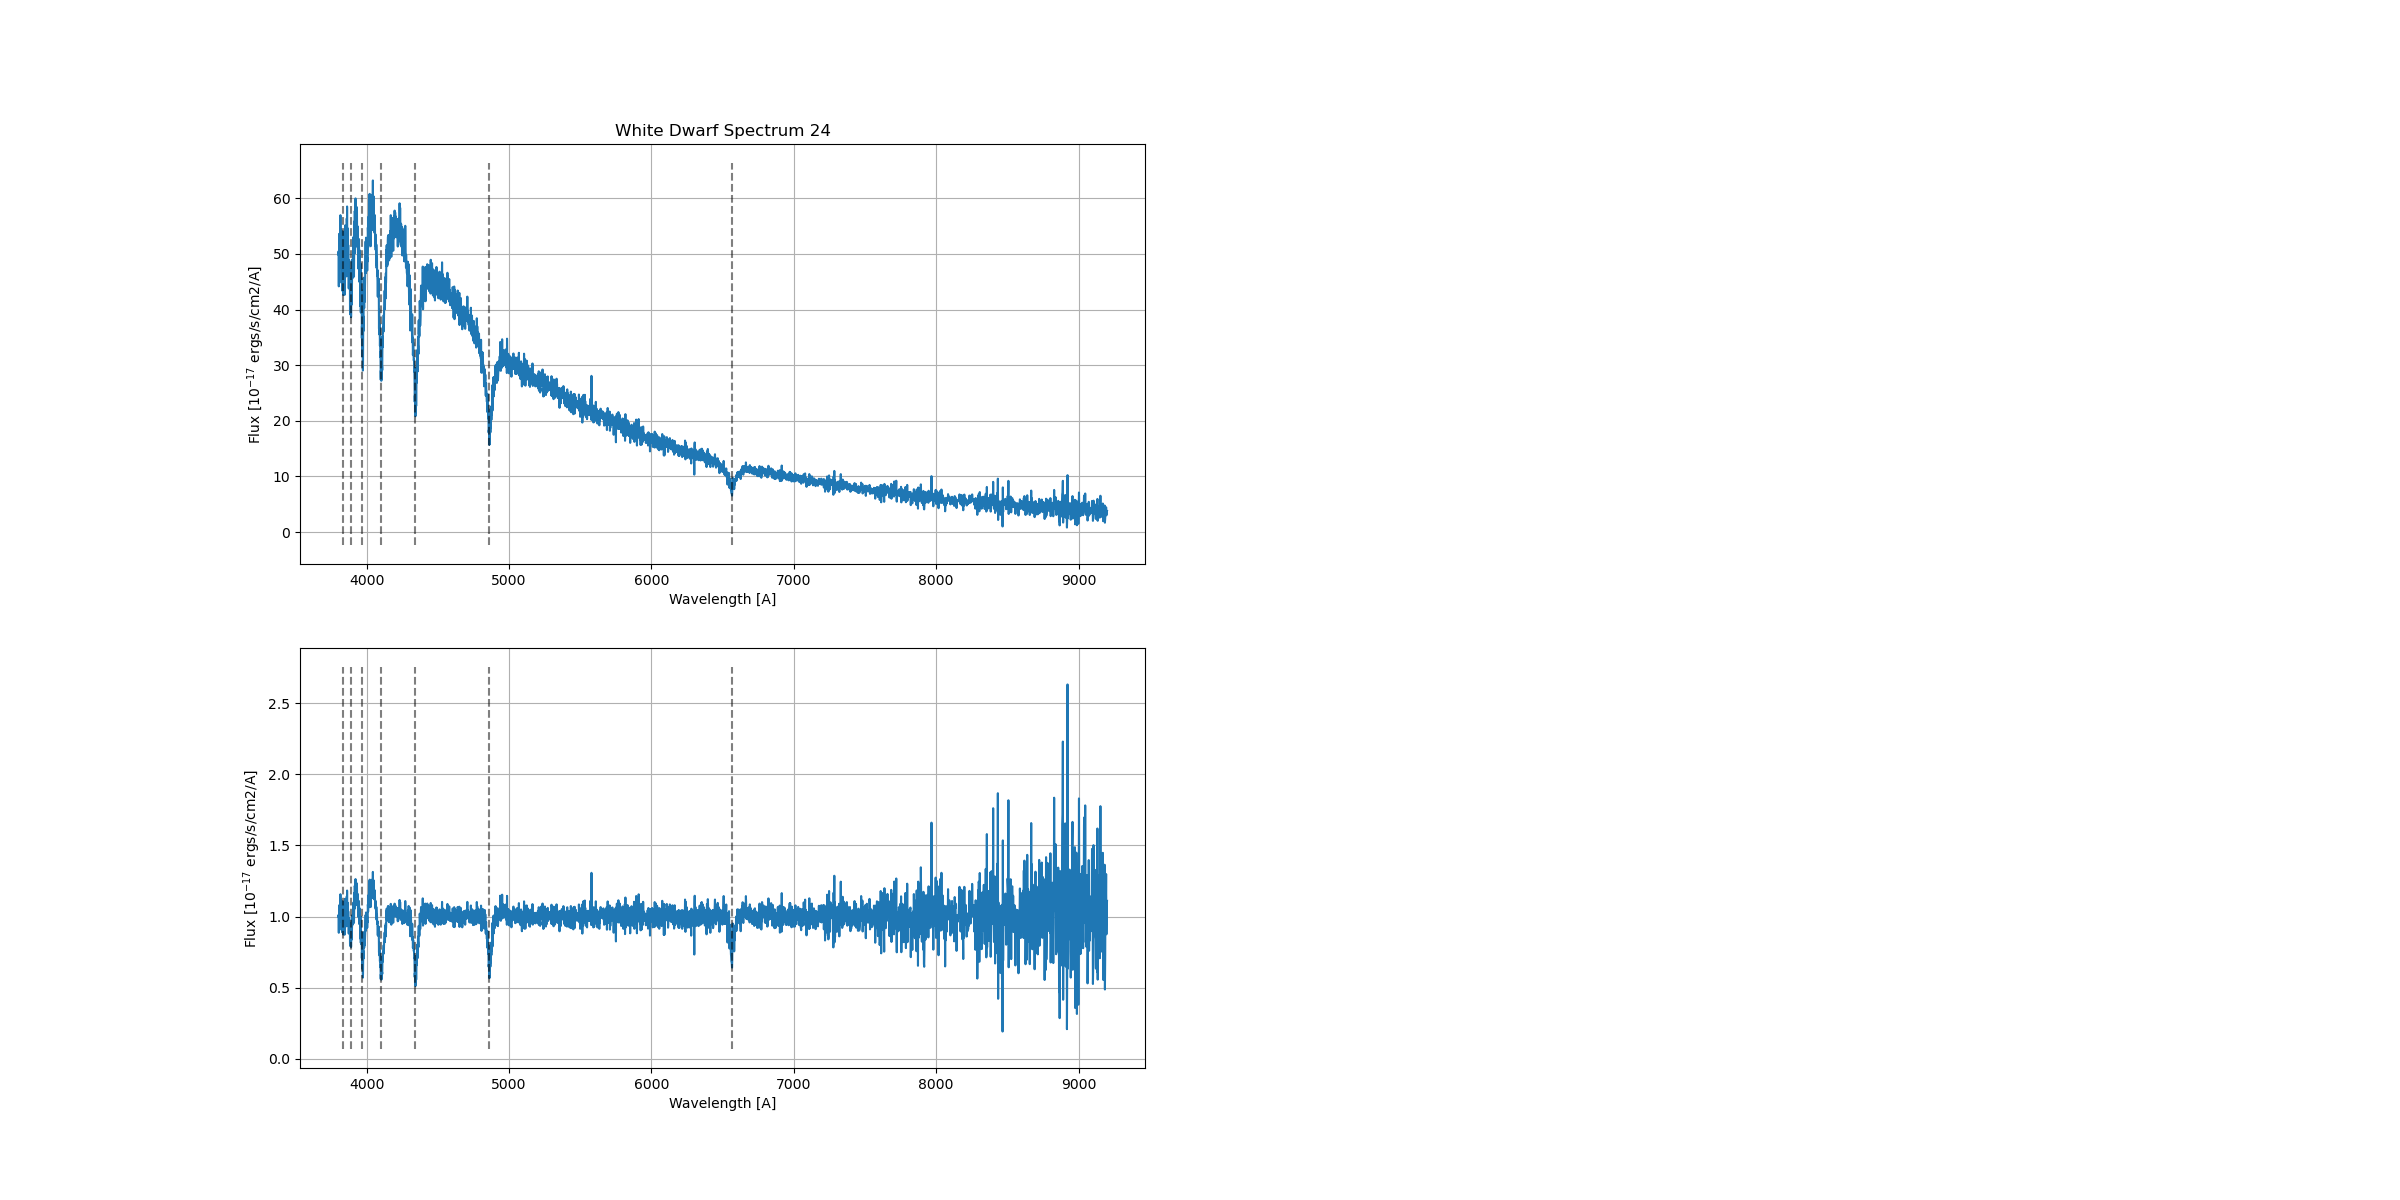 White Dwarf Spectrum 24
Flux [10⁻¹⁷ ergs/s/cm2/A]
60
50
40
30
20
10
0
4000 5000 6000 7000 8000 9000
Wavelength [A]
Flux [10⁻¹⁷ ergs/s/cm2/A]
2.5
2.0
1.5
1.0
0.5
0.0
4000 5000 6000 7000 8000 9000
Wavelength [A]